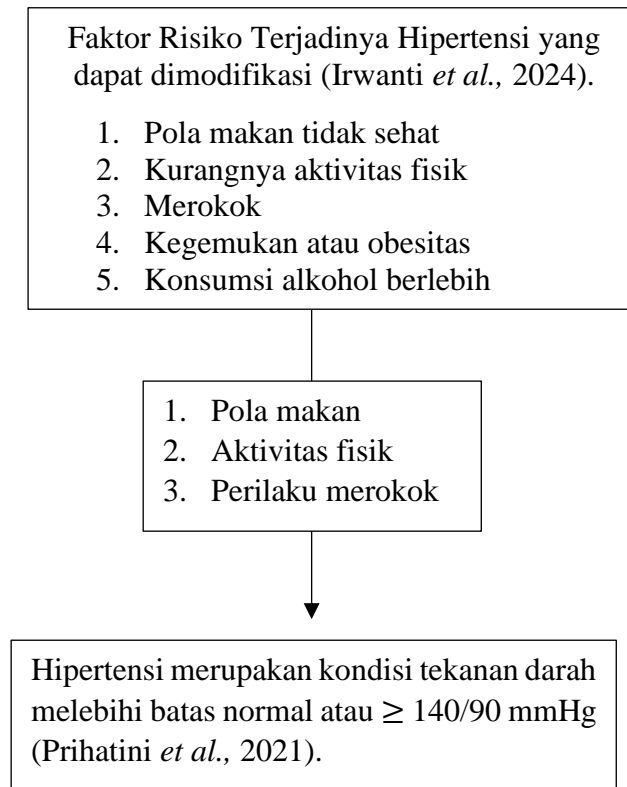 Faktor Risiko Terjadinya Hipertensi yang
dapat dimodifikasi (Irwanti et al., 2024).
1. Pola makan tidak sehat
2. Kurangnya aktivitas fisik
3. Merokok
4. Kegemukan atau obesitas
5. Konsumsi alkohol berlebih
1. Pola makan
2. Aktivitas fisik
3. Perilaku merokok
Hipertensi merupakan kondisi tekanan darah
melebihi batas normal atau ≥ 140/90 mmHg
(Prihatini et al., 2021).